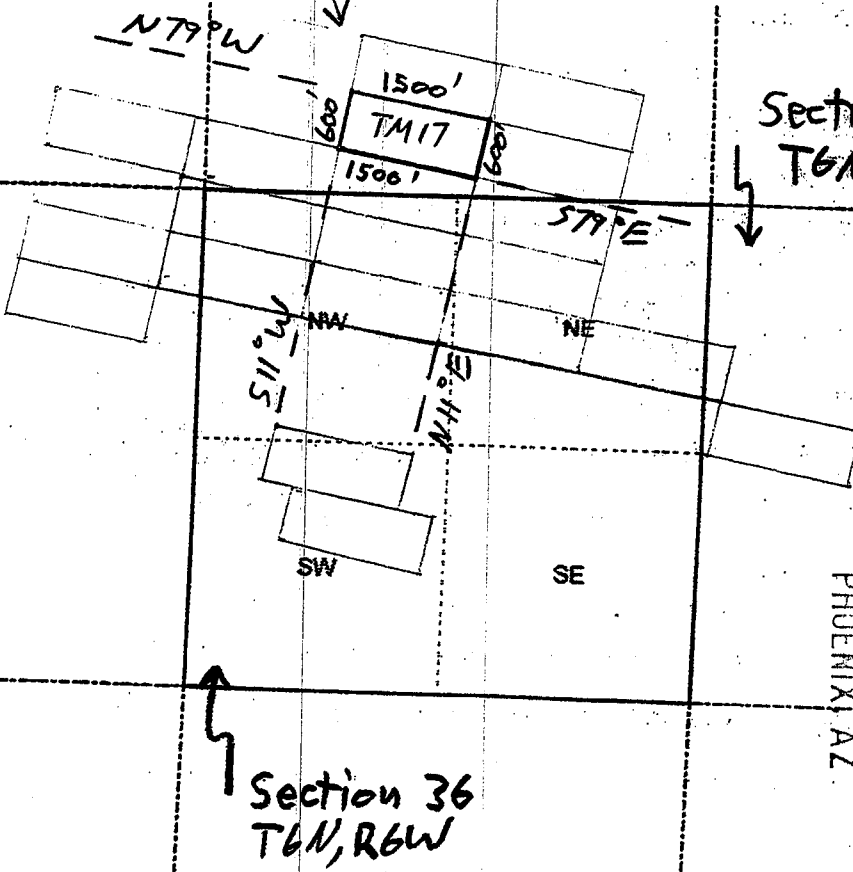 N79°W
1500'
600'
TM17
600'
1500'
Secti
T6N
S79°E
NW
NE
S11°W
N11°E
SW
SE
PHOENIX, AZ
Section 36
T6N, R6W